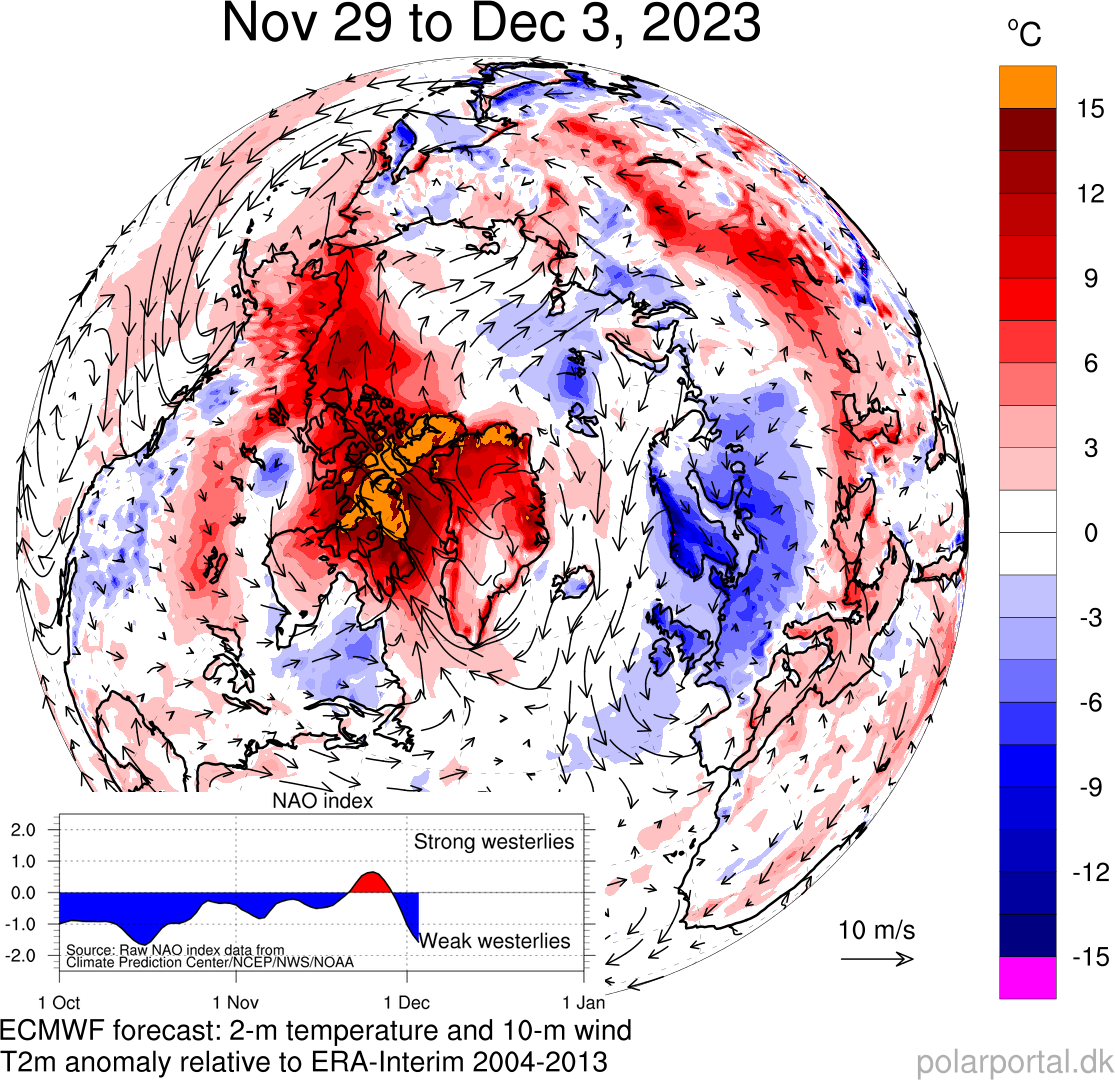 Nov 29 to Dec 3, 2023
°C
15
12
9
6
3
0
-3
-6
-9
-12
-15
NAO index
2.0
1.0
0.0
-1.0
-2.0
Strong westerlies
Weak westerlies
Source: Raw NAO index data from
Climate Prediction Center/NCEP/NWS/NOAA
1 Oct
1 Nov
1 Dec
1 Jan
10 m/s
ECMWF forecast: 2-m temperature and 10-m wind
T2m anomaly relative to ERA-Interim 2004-2013
polarportal.dk